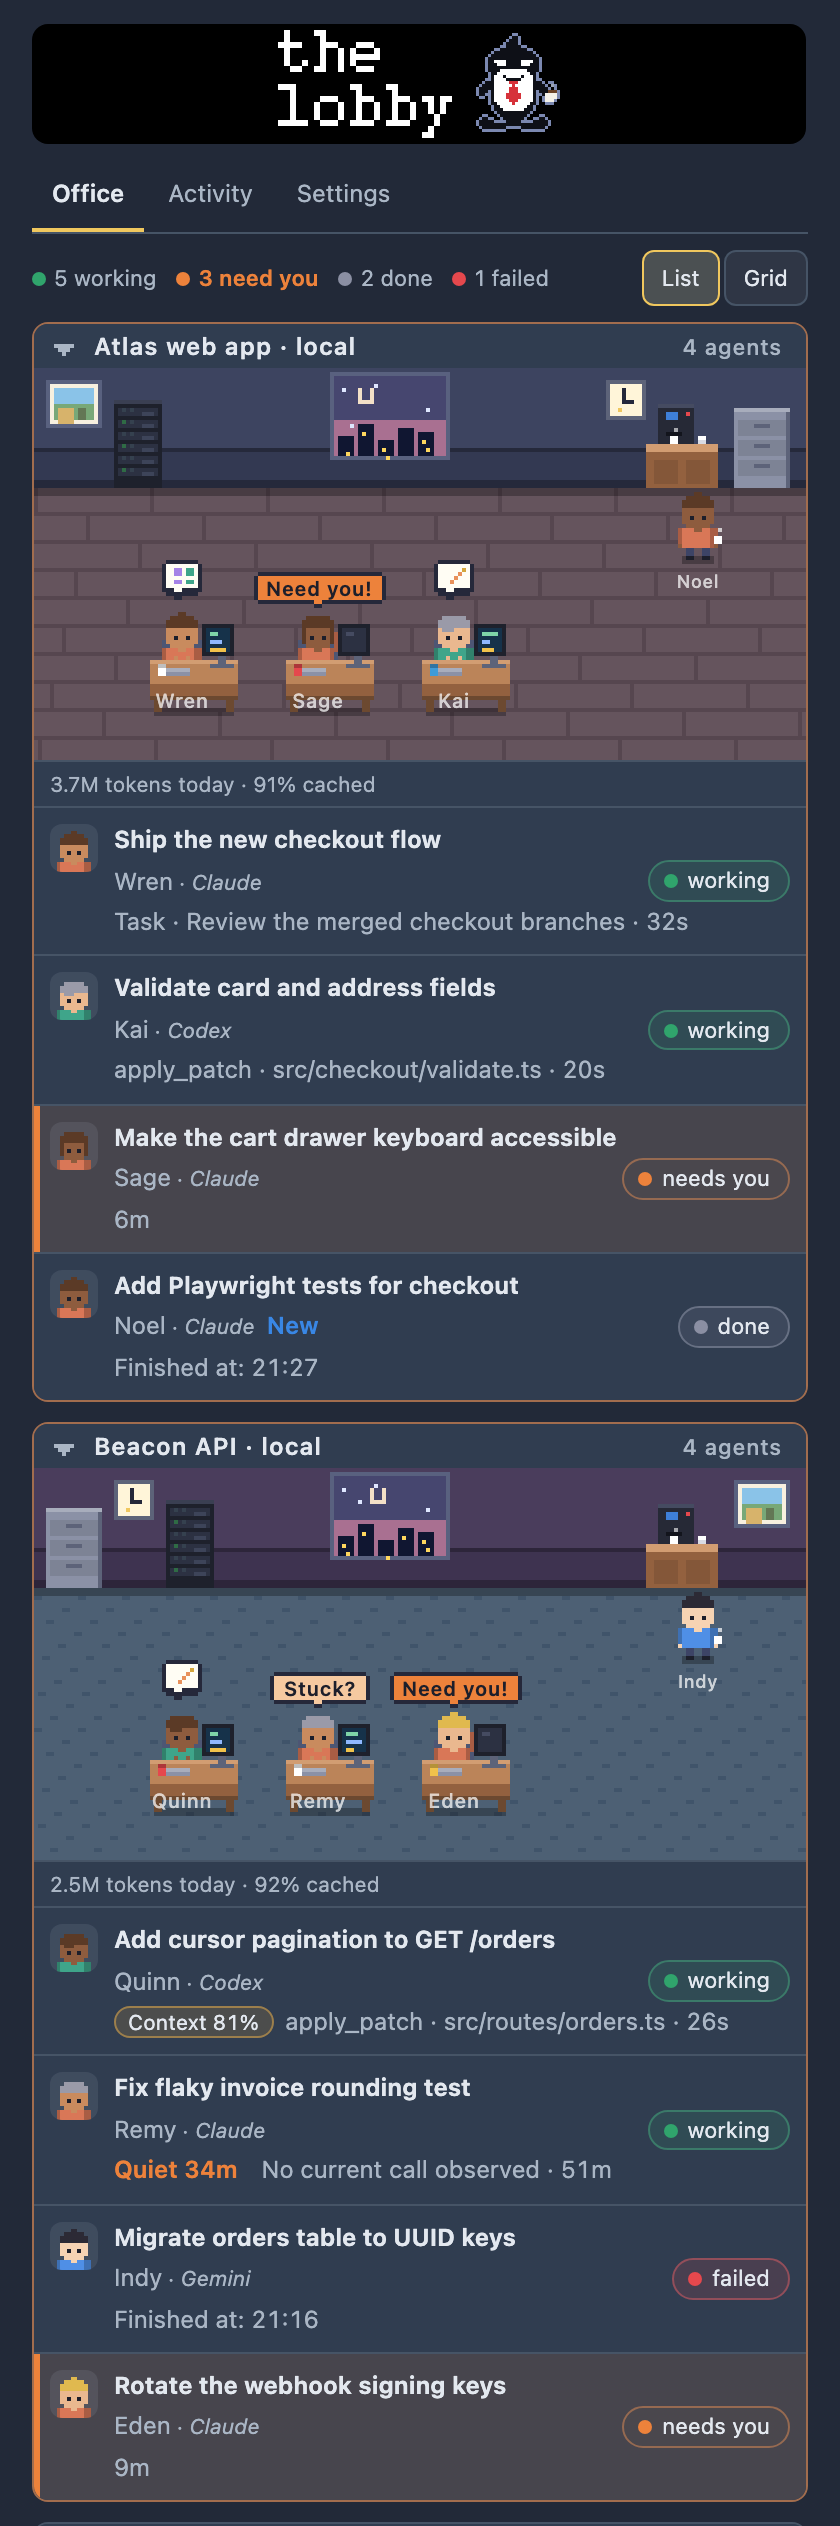 the
lobby
Office Activity Settings
5 working 3 need you 2 done 1 failed List Grid
Atlas web app · local 4 agents
Noel
Need you!
Wren Sage Kai
3.7M tokens today · 91% cached
Ship the new checkout flow
Wren · Claude working
Task · Review the merged checkout branches · 32s
Validate card and address fields
Kai · Codex working
apply_patch · src/checkout/validate.ts · 20s
Make the cart drawer keyboard accessible
Sage · Claude needs you
6m
Add Playwright tests for checkout
Noel · Claude New done
Finished at: 21:27
Beacon API · local 4 agents
Indy
Stuck? Need you!
Quinn Remy Eden
2.5M tokens today · 92% cached
Add cursor pagination to GET /orders
Quinn · Codex working
Context 81% apply_patch · src/routes/orders.ts · 26s
Fix flaky invoice rounding test
Remy · Claude working
Quiet 34m No current call observed · 51m
Migrate orders table to UUID keys
Indy · Gemini failed
Finished at: 21:16
Rotate the webhook signing keys
Eden · Claude needs you
9m